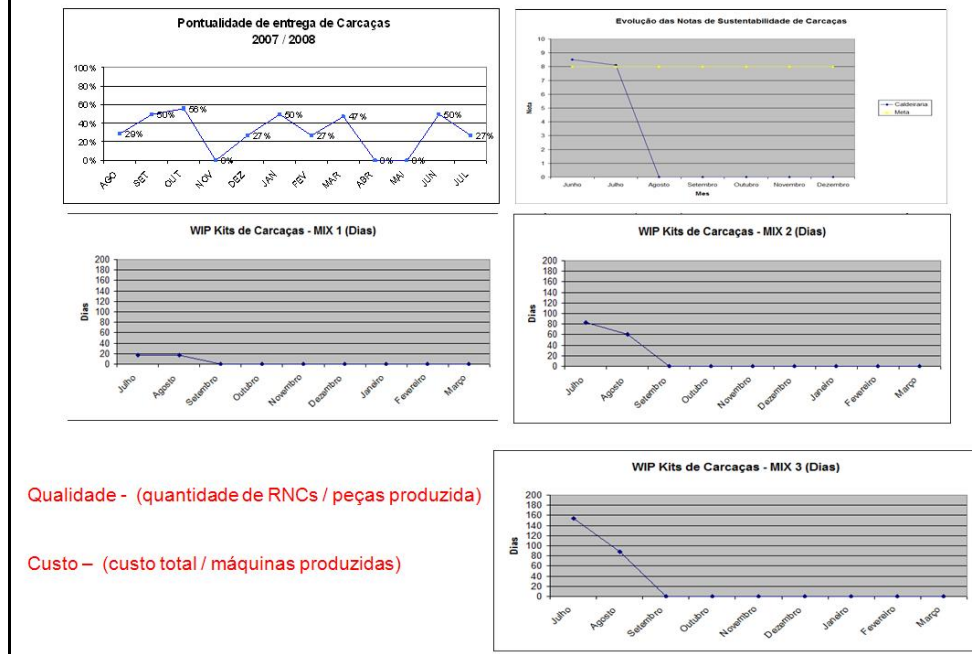 Pontualidade de entrega de Carcaças
2007 / 2008
100%
80%
60%
40%
20%
0%
29%
50%
56%
0%
27%
50%
27%
47%
0%
0%
50%
27%
AGO
SET
OUT
NOV
DEZ
JAN
FEV
MAR
ABR
MAI
JUN
JUL
Evolução das Notas de Sustentabilidade de Carcaças
10
9
8
7
6
5
4
3
2
1
0
Nota
Junho
Julho
Agosto
Setembro
Outubro
Novembro
Dezembro
Mes
Caldeiraria
Meta
WIP Kits de Carcaças - MIX 1 (Dias)
200
180
160
140
120
100
80
60
40
20
0
Dias
Julho
Agosto
Setembro
Outubro
Novembro
Dezembro
Janeiro
Fevereiro
Março
WIP Kits de Carcaças - MIX 2 (Dias)
200
180
160
140
120
100
80
60
40
20
0
Dias
Julho
Agosto
Setembro
Outubro
Novembro
Dezembro
Janeiro
Fevereiro
Março
Qualidade - (quantidade de RNCs / peças produzida)
Custo – (custo total / máquinas produzidas)
WIP Kits de Carcaças - MIX 3 (Dias)
200
180
160
140
120
100
80
60
40
20
0
Dias
Julho
Agosto
Setembro
Outubro
Novembro
Dezembro
Janeiro
Fevereiro
Março